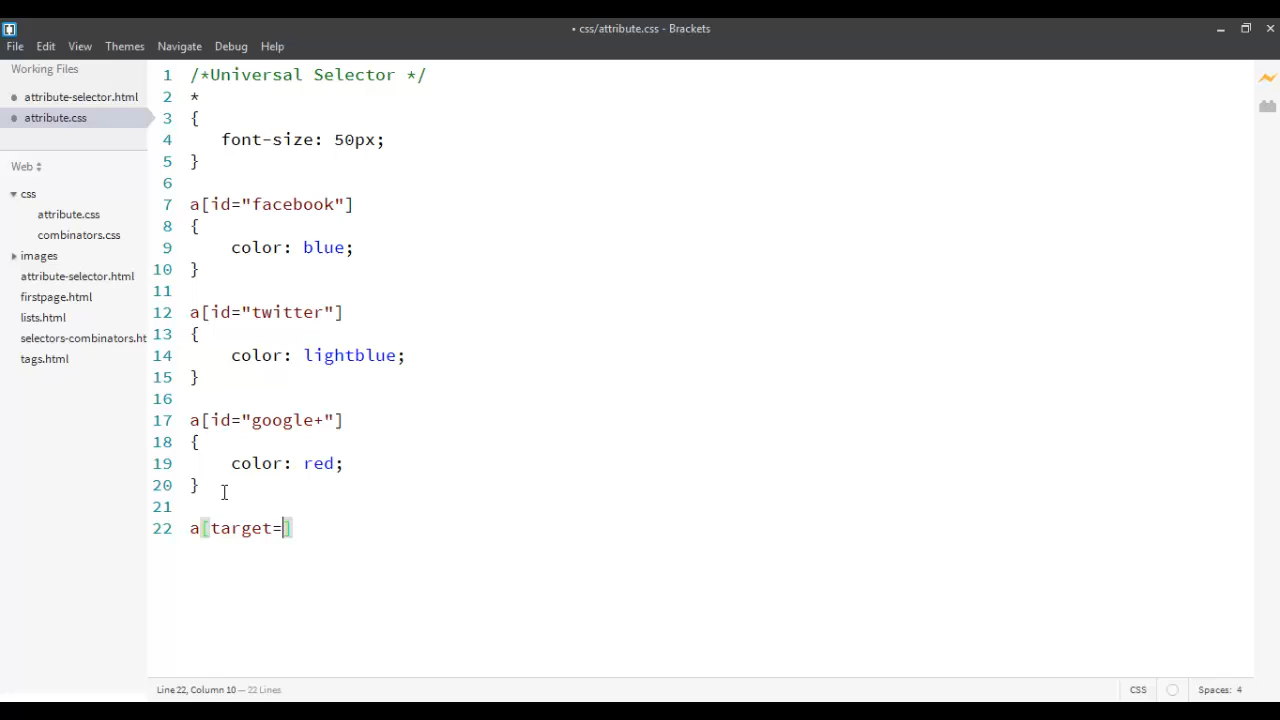 • css/attribute.css - Brackets
File Edit View Themes Navigate Debug Help
Working Files
attribute-selector.html
attribute.css
Web
css
attribute.css
combinators.css
images
attribute-selector.html
firstpage.html
lists.html
selectors-combinators.ht
tags.html
1 /*Universal Selector */
2 *
3 {
4 font-size: 50px;
5 }
6
7 a[id="facebook"]
8 {
9 color: blue;
10 }
11
12 a[id="twitter"]
13 {
14 color: lightblue;
15 }
16
17 a[id="google+"]
18 {
19 color: red;
20 }
21
22 a[target=]
Line 22, Column 10 — 22 Lines
CSS Spaces: 4